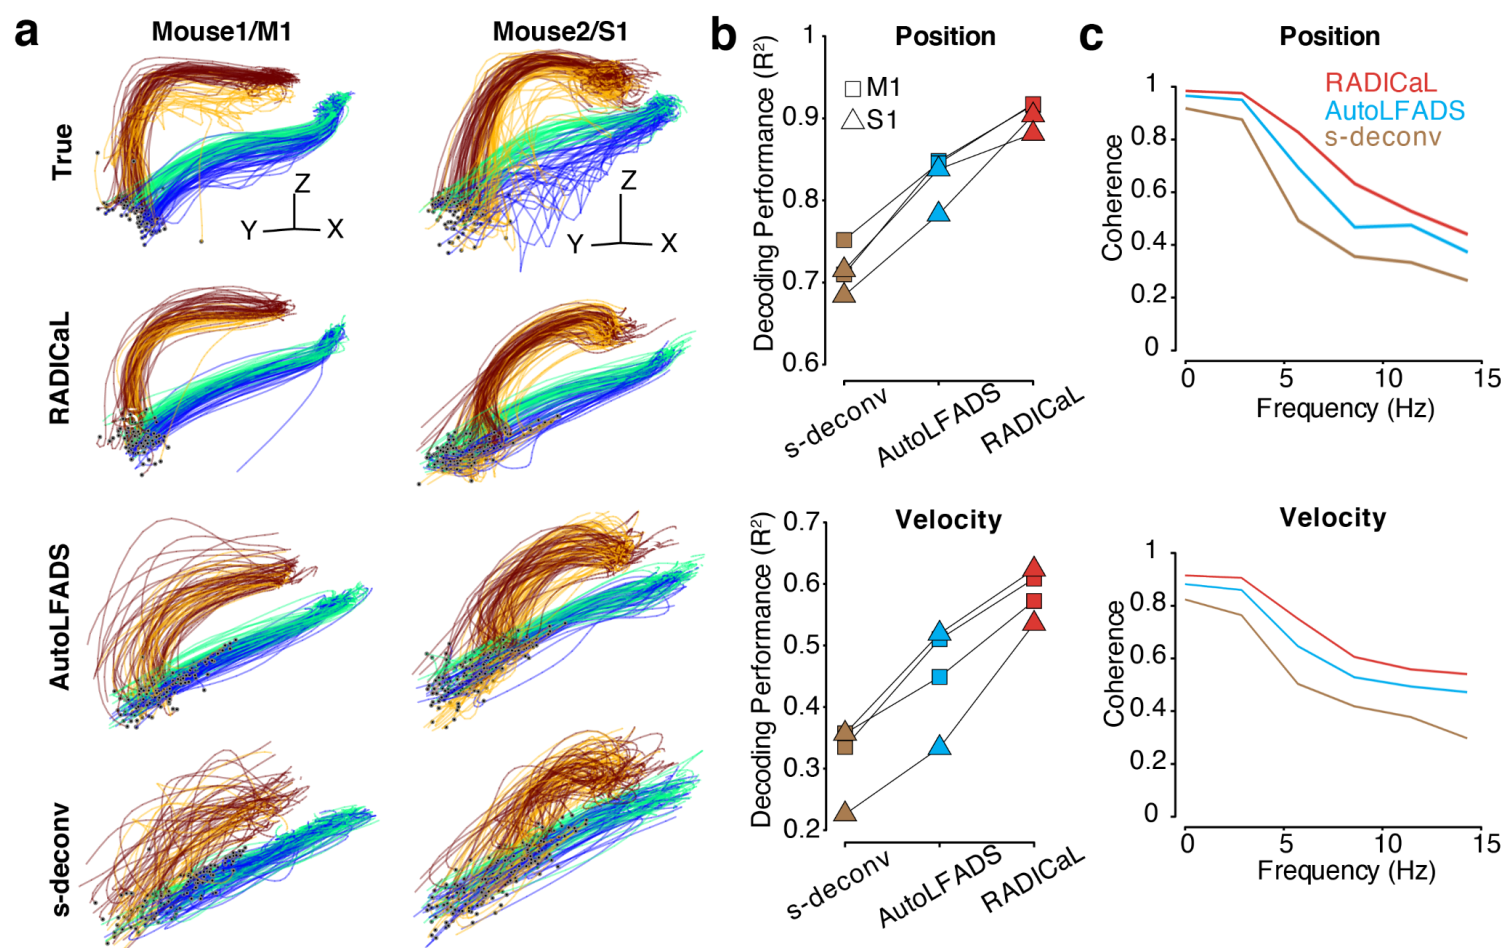 a
Mouse1/M1
Mouse2/S1
True
Z
Y
X
Z
Y
X
RADICaL
AutoLFADS
s-deconv
b
Position
Decoding Performance (R²)
1
0.9
0.8
0.7
0.6
M1
S1
s-deconv
AutoLFADS
RADICaL
Velocity
Decoding Performance (R²)
0.7
0.6
0.5
0.4
0.3
0.2
s-deconv
AutoLFADS
RADICaL
c
Position
RADICaL
AutoLFADS
s-deconv
Coherence
1
0.8
0.6
0.4
0.2
0
0 5 10 15
Frequency (Hz)
Velocity
Coherence
1
0.8
0.6
0.4
0.2
0
0 5 10 15
Frequency (Hz)